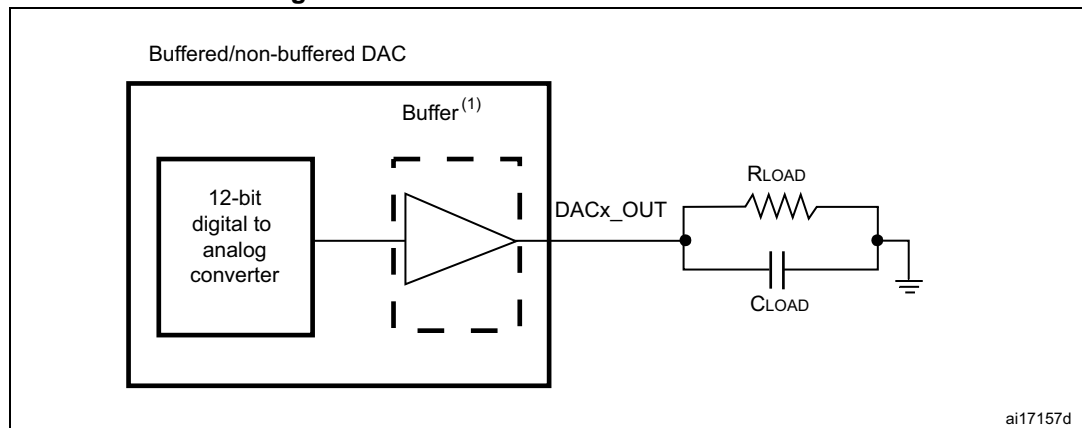 Buffered/non-buffered DAC
Buffer(1)
12-bit
digital to
analog
converter
DACx_OUT
RLOAD
CLOAD
ai17157d